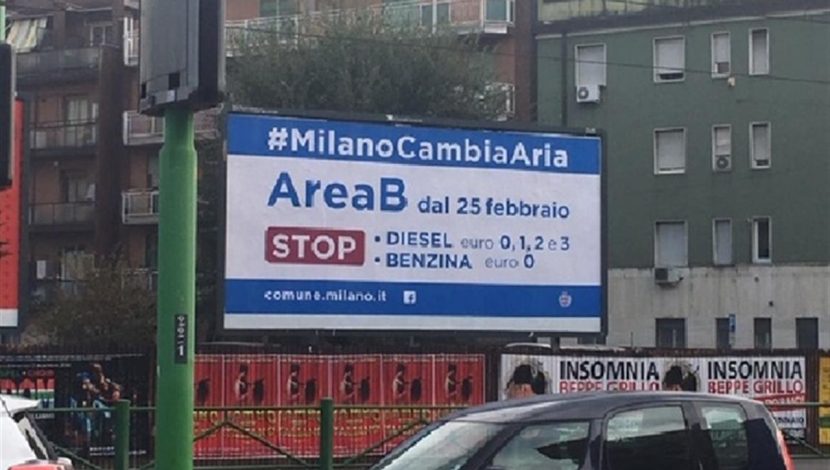 #MilanoCambiaAria
AreaB dal 25 febbraio
STOP
• DIESEL euro 0, 1, 2 e 3
• BENZINA euro 0
comune.milano.it
INSOMNIA
BEPPE GRILLO
INSOMNIA
BEPPE GRILLO